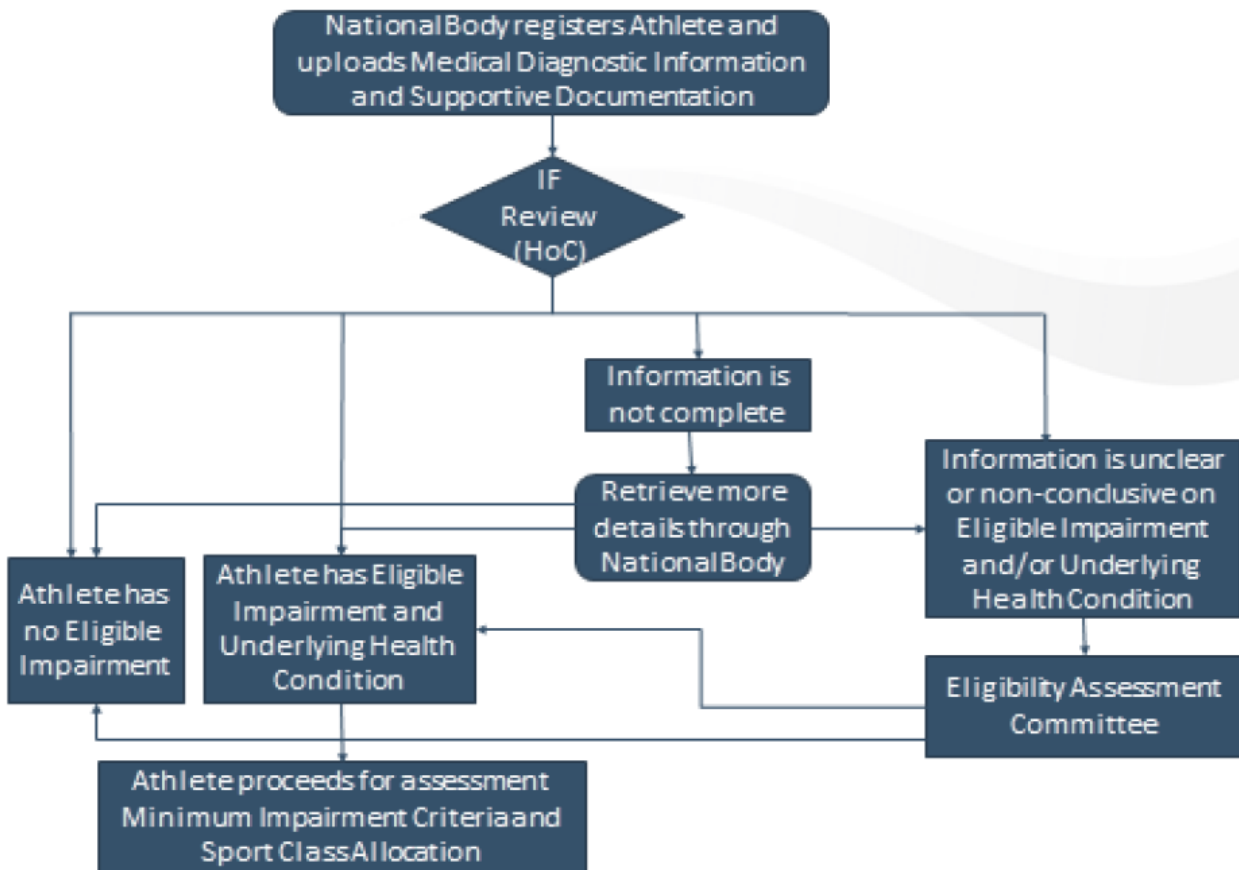 National Body registers Athlete and
uploads Medical Diagnostic Information
and Supportive Documentation
IF
Review
(HoC)
Information is
not complete
Retrieve more
details through
National Body
Information is unclear
or non-conclusive on
Eligible Impairment
and/or Underlying
Health Condition
Athlete has
no Eligible
Impairment
Athlete has Eligible
Impairment and
Underlying Health
Condition
Eligibility Assessment
Committee
Athlete proceeds for assessment
Minimum Impairment Criteria and
Sport Class Allocation